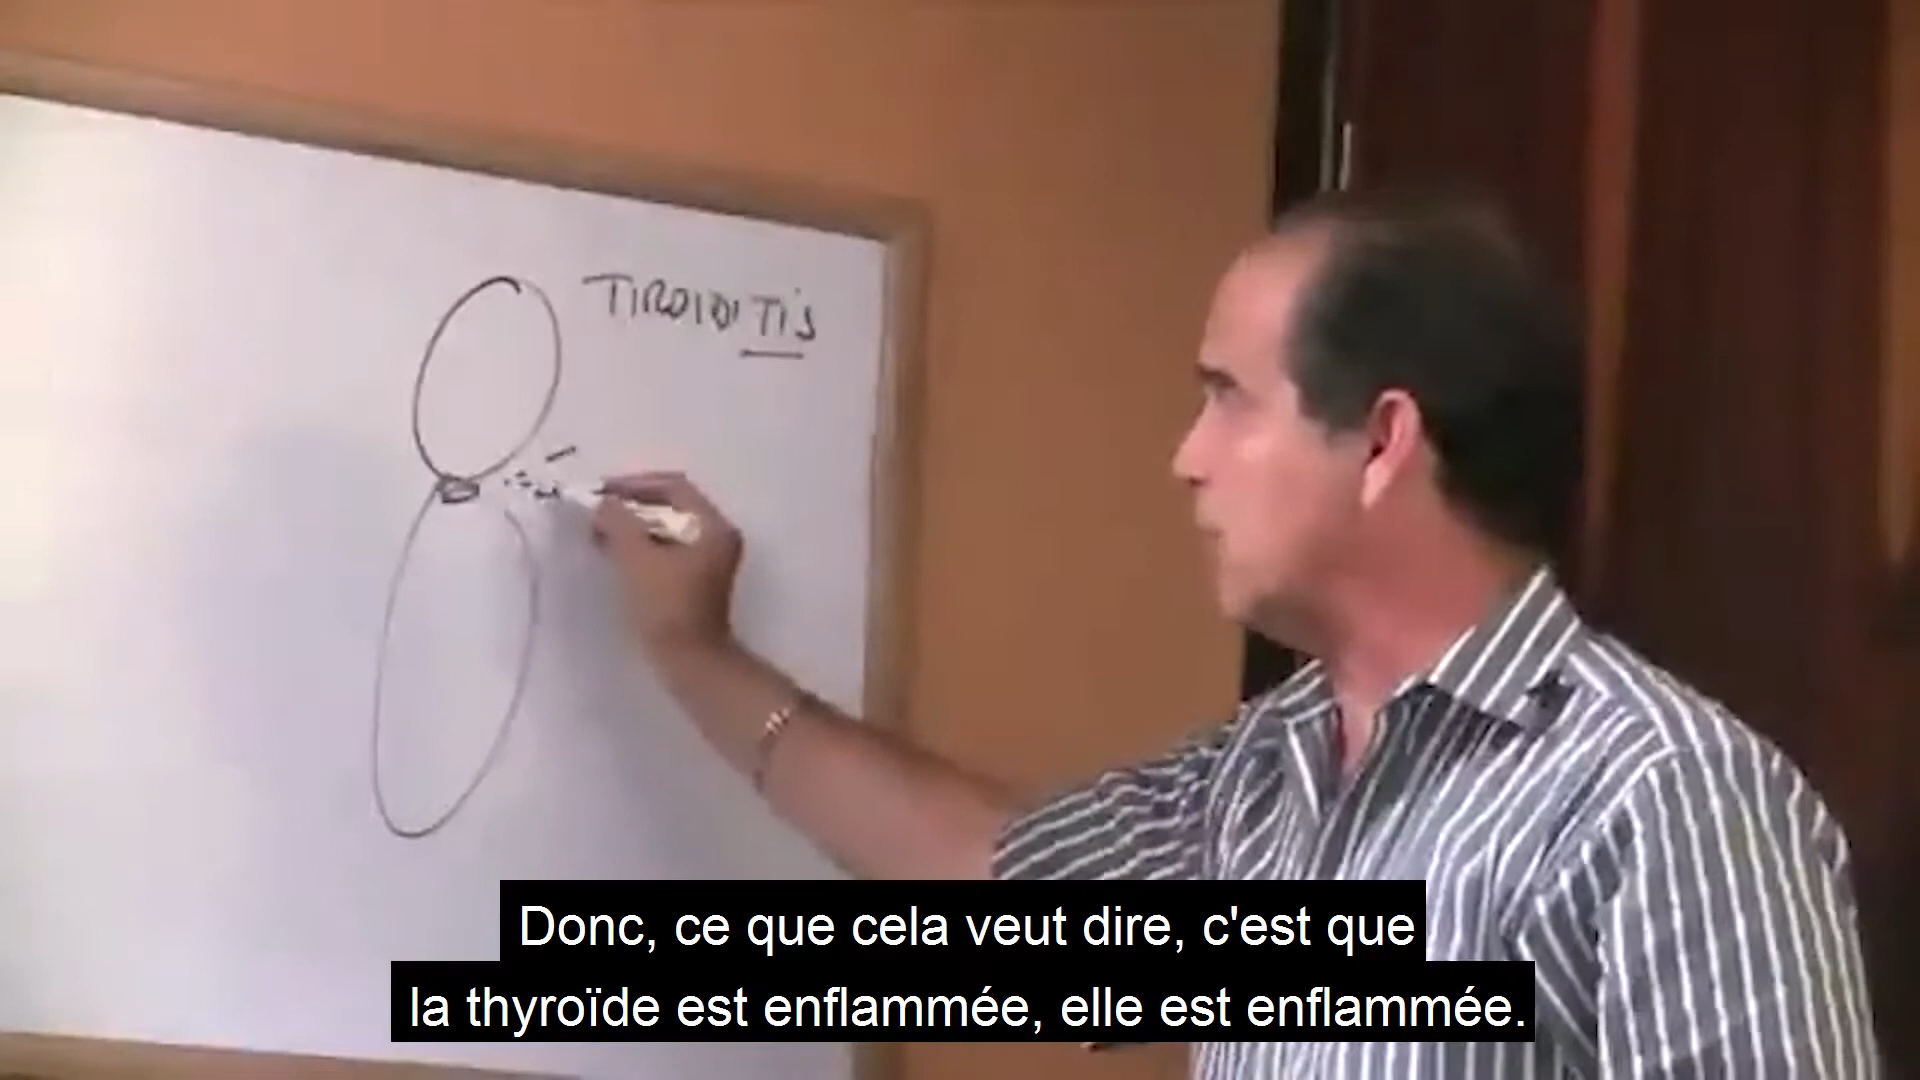 TIROIDITIS
Donc, ce que cela veut dire, c'est que
la thyroïde est enflammée, elle est enflammée.